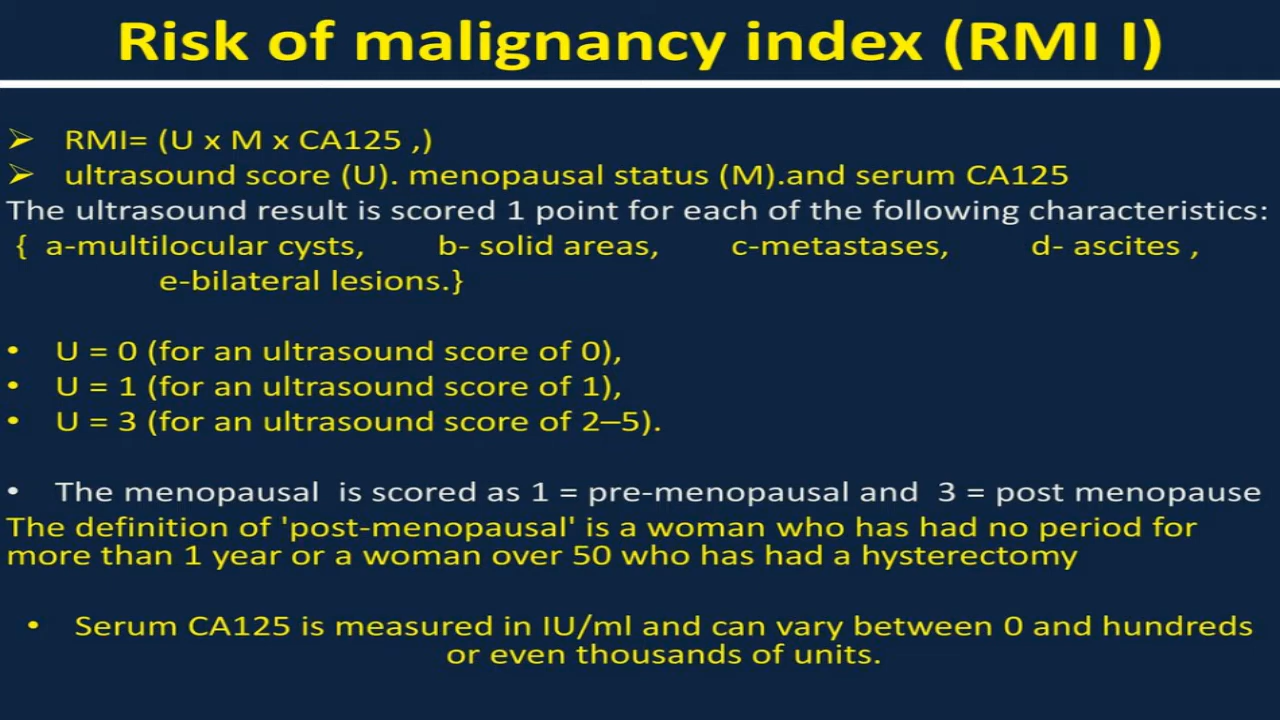 Risk of malignancy index (RMI I)
➢ RMI= (U x M x CA125 ,)
➢ ultrasound score (U). menopausal status (M).and serum CA125
The ultrasound result is scored 1 point for each of the following characteristics:
{ a-multilocular cysts, b- solid areas, c-metastases, d- ascites ,
e-bilateral lesions.}
• U = 0 (for an ultrasound score of 0),
• U = 1 (for an ultrasound score of 1),
• U = 3 (for an ultrasound score of 2–5).
• The menopausal is scored as 1 = pre-menopausal and 3 = post menopause
The definition of 'post-menopausal' is a woman who has had no period for
more than 1 year or a woman over 50 who has had a hysterectomy
• Serum CA125 is measured in IU/ml and can vary between 0 and hundreds
or even thousands of units.